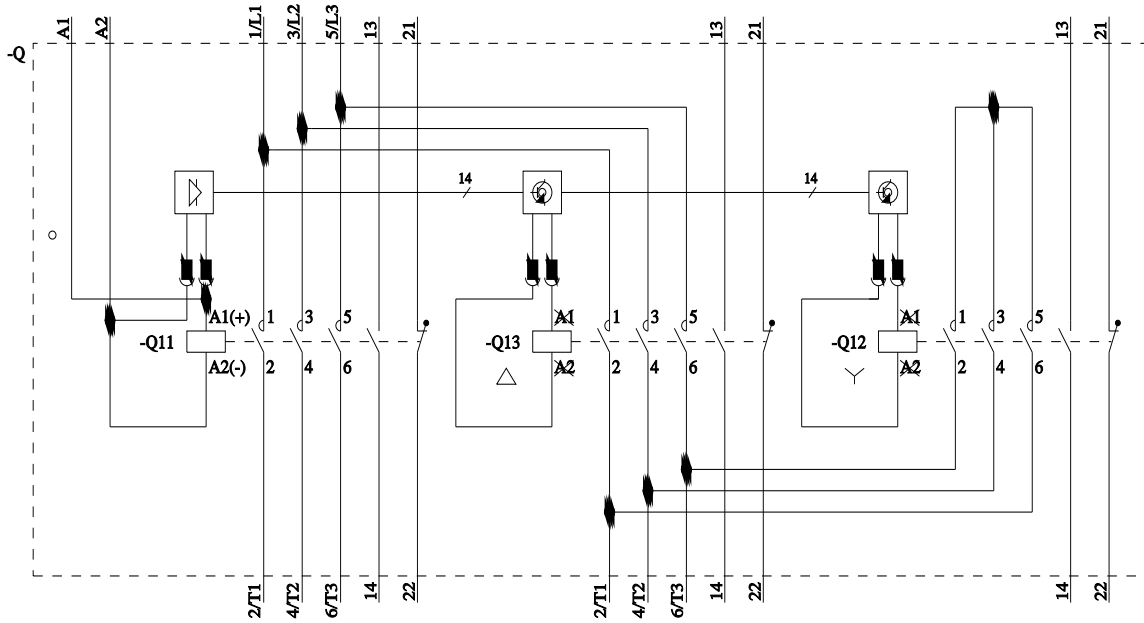 A1 A2 1/L1 3/L2 5/L3 13 21 13 21 13 21
-Q
14 14
A1(+) 1 3 5 A1 1 3 5 A1 1 3 5
-Q11 -Q13 -Q12
A2(-) 2 4 6 A2 2 4 6 A2 2 4 6
2/T1 4/T2 6/T3 14 22 2/T1 4/T2 6/T3 14 22 14 22